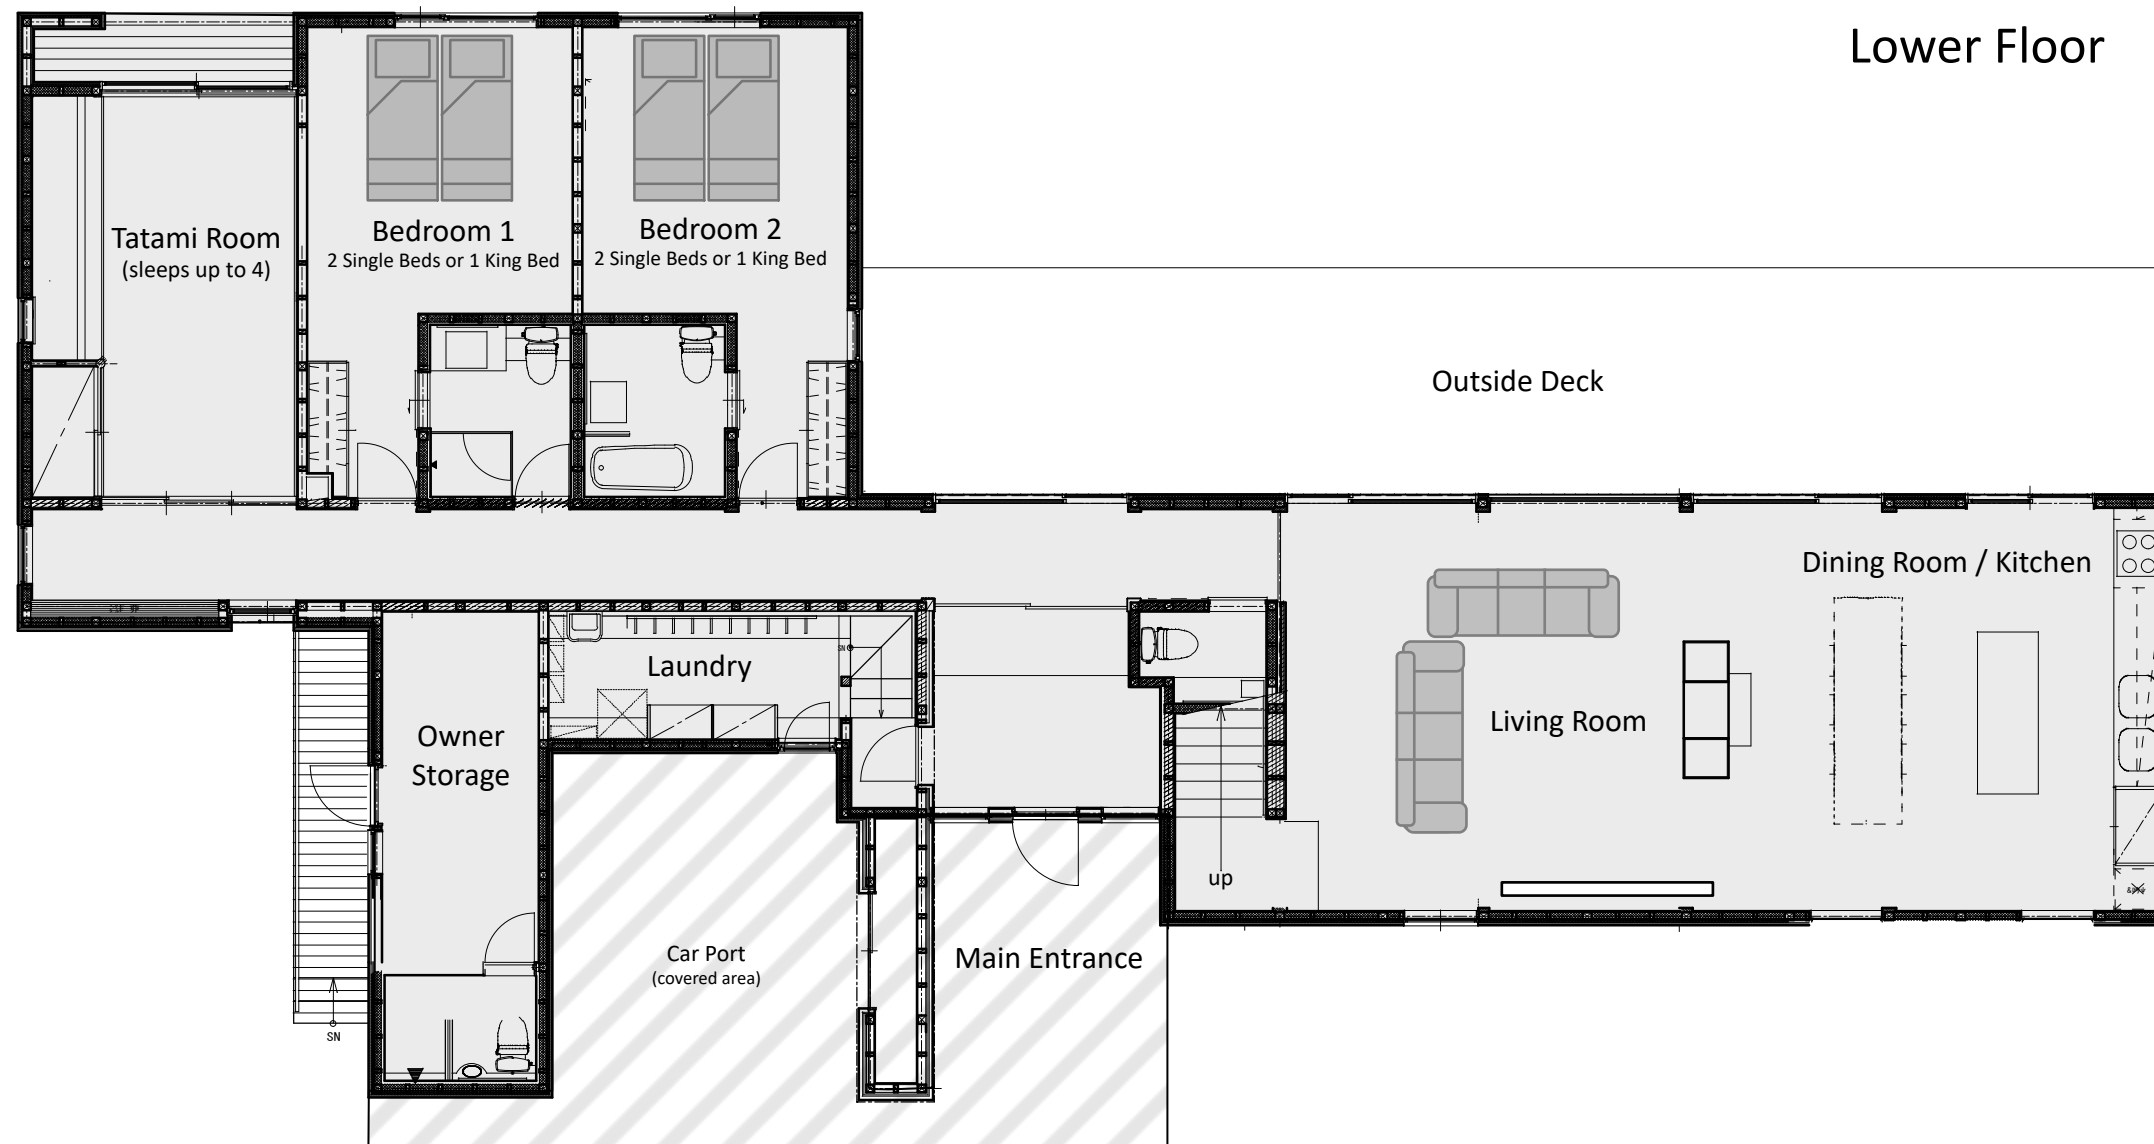 Lower Floor
Tatami Room
(sleeps up to 4)
Bedroom 1
2 Single Beds or 1 King Bed
Bedroom 2
2 Single Beds or 1 King Bed
Outside Deck
Dining Room / Kitchen
Laundry
SN
Owner
Storage
Living Room
up
Car Port
(covered area)
Main Entrance
SN